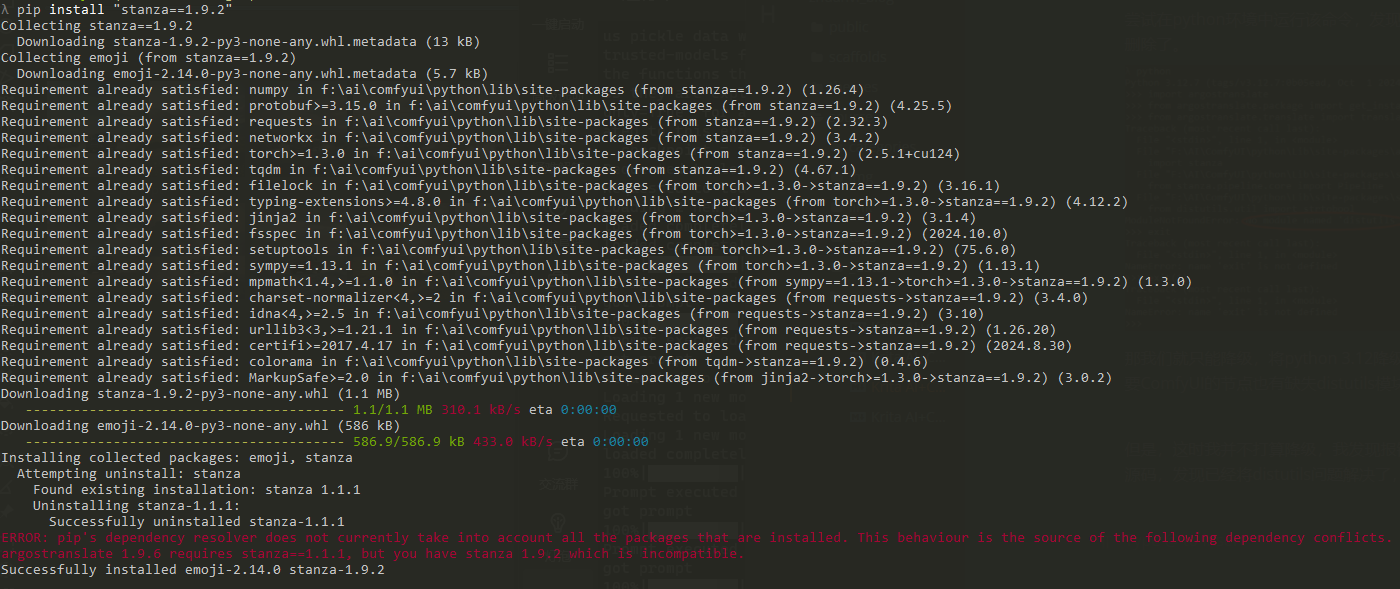 λ pip install "stanza==1.9.2"
Collecting stanza==1.9.2
  Downloading stanza-1.9.2-py3-none-any.whl.metadata (13 kB)
Collecting emoji (from stanza==1.9.2)
  Downloading emoji-2.14.0-py3-none-any.whl.metadata (5.7 kB)
Requirement already satisfied: numpy in f:\ai\comfyui\python\lib\site-packages (from stanza==1.9.2) (1.26.4)
Requirement already satisfied: protobuf>=3.15.0 in f:\ai\comfyui\python\lib\site-packages (from stanza==1.9.2) (4.25.5)
Requirement already satisfied: requests in f:\ai\comfyui\python\lib\site-packages (from stanza==1.9.2) (2.32.3)
Requirement already satisfied: networkx in f:\ai\comfyui\python\lib\site-packages (from stanza==1.9.2) (3.4.2)
Requirement already satisfied: torch>=1.3.0 in f:\ai\comfyui\python\lib\site-packages (from stanza==1.9.2) (2.5.1+cu124)
Requirement already satisfied: tqdm in f:\ai\comfyui\python\lib\site-packages (from stanza==1.9.2) (4.67.1)
Requirement already satisfied: filelock in f:\ai\comfyui\python\lib\site-packages (from torch>=1.3.0->stanza==1.9.2) (3.16.1)
Requirement already satisfied: typing-extensions>=4.8.0 in f:\ai\comfyui\python\lib\site-packages (from torch>=1.3.0->stanza==1.9.2) (4.12.2)
Requirement already satisfied: jinja2 in f:\ai\comfyui\python\lib\site-packages (from torch>=1.3.0->stanza==1.9.2) (3.1.4)
Requirement already satisfied: fsspec in f:\ai\comfyui\python\lib\site-packages (from torch>=1.3.0->stanza==1.9.2) (2024.10.0)
Requirement already satisfied: setuptools in f:\ai\comfyui\python\lib\site-packages (from torch>=1.3.0->stanza==1.9.2) (75.6.0)
Requirement already satisfied: sympy==1.13.1 in f:\ai\comfyui\python\lib\site-packages (from torch>=1.3.0->stanza==1.9.2) (1.13.1)
Requirement already satisfied: mpmath<1.4,>=1.1.0 in f:\ai\comfyui\python\lib\site-packages (from sympy==1.13.1->torch>=1.3.0->stanza==1.9.2) (1.3.0)
Requirement already satisfied: charset-normalizer<4,>=2 in f:\ai\comfyui\python\lib\site-packages (from requests->stanza==1.9.2) (3.4.0)
Requirement already satisfied: idna<4,>=2.5 in f:\ai\comfyui\python\lib\site-packages (from requests->stanza==1.9.2) (3.10)
Requirement already satisfied: urllib3<3,>=1.21.1 in f:\ai\comfyui\python\lib\site-packages (from requests->stanza==1.9.2) (1.26.20)
Requirement already satisfied: certifi>=2017.4.17 in f:\ai\comfyui\python\lib\site-packages (from requests->stanza==1.9.2) (2024.8.30)
Requirement already satisfied: colorama in f:\ai\comfyui\python\lib\site-packages (from tqdm->stanza==1.9.2) (0.4.6)
Requirement already satisfied: MarkupSafe>=2.0 in f:\ai\comfyui\python\lib\site-packages (from jinja2->torch>=1.3.0->stanza==1.9.2) (3.0.2)
Downloading stanza-1.9.2-py3-none-any.whl (1.1 MB)
   ---------------------------------------- 1.1/1.1 MB 310.1 kB/s eta 0:00:00
Downloading emoji-2.14.0-py3-none-any.whl (586 kB)
   ---------------------------------------- 586.9/586.9 kB 433.0 kB/s eta 0:00:00
Installing collected packages: emoji, stanza
  Attempting uninstall: stanza
    Found existing installation: stanza 1.1.1
    Uninstalling stanza-1.1.1:
      Successfully uninstalled stanza-1.1.1
ERROR: pip's dependency resolver does not currently take into account all the packages that are installed. This behaviour is the source of the following dependency conflicts.
argostranslate 1.9.6 requires stanza==1.1.1, but you have stanza 1.9.2 which is incompatible.
Successfully installed emoji-2.14.0 stanza-1.9.2